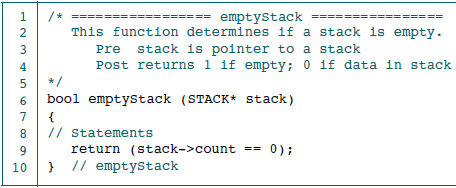 1 /* ================= emptyStack ================
2 This function determines if a stack is empty.
3 Pre stack is pointer to a stack
4 Post returns 1 if empty; 0 if data in stack
5 */
6 bool emptyStack (STACK* stack)
7 {
8 // Statements
9 return (stack->count == 0);
10 } // emptyStack